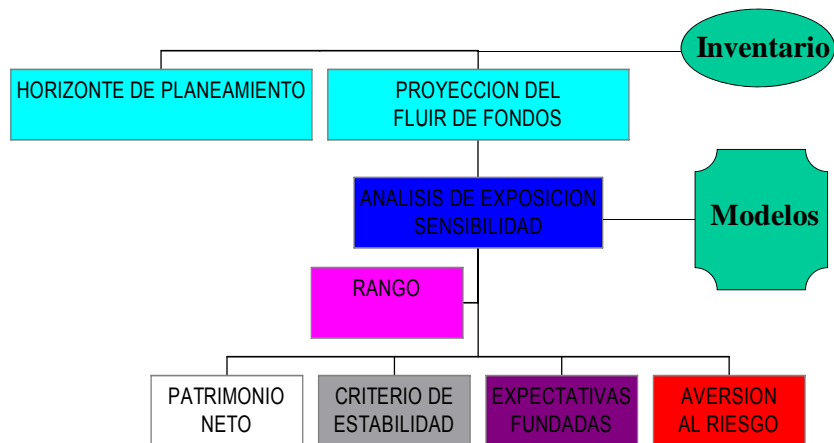 Inventario
HORIZONTE DE PLANEAMIENTO
PROYECCION DEL
FLUIR DE FONDOS
ANALISIS DE EXPOSICION
SENSIBILIDAD
Modelos
RANGO
PATRIMONIO
NETO
CRITERIO DE
ESTABILIDAD
EXPECTATIVAS
FUNDADAS
AVERSION
AL RIESGO